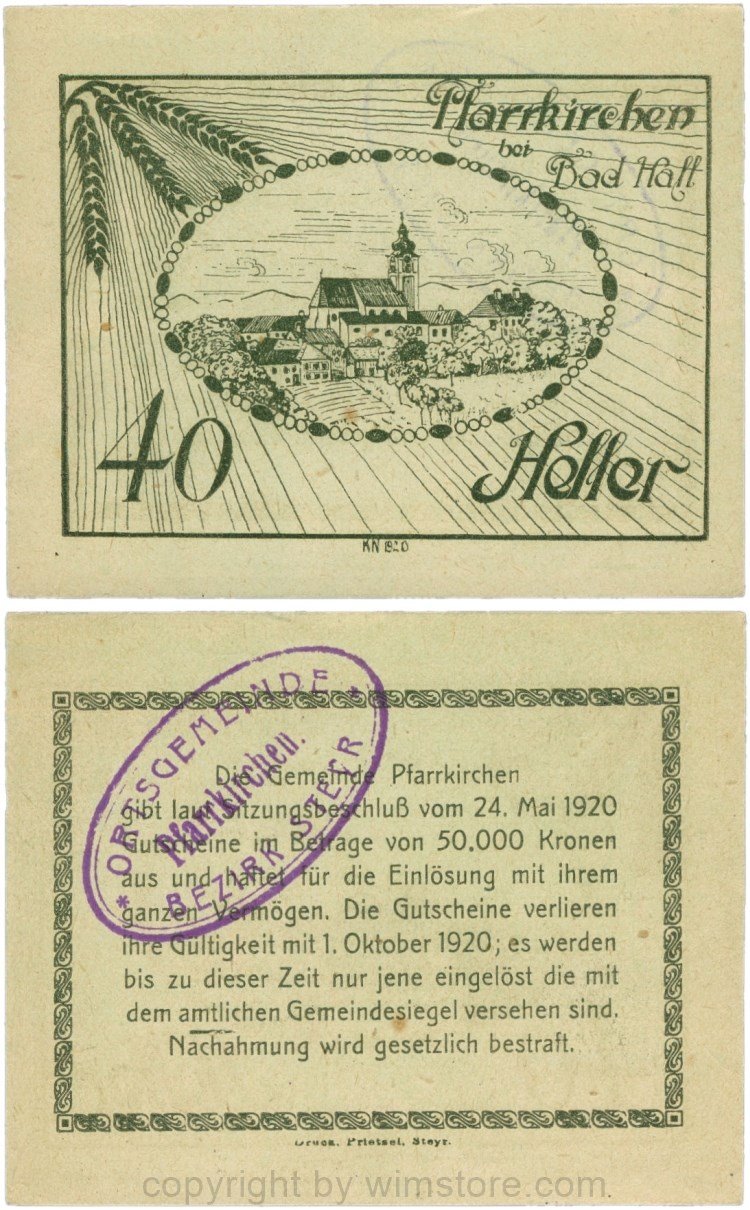 Pfarrkirchen
bei
Bad Hall
40 Heller
KN 1920
ORTSGEMEINDE
Pfarrkirchen.
BEZIRK STEYR
Die Gemeinde Pfarrkirchen
gibt laut Sitzungsbeschluß vom 24. Mai 1920
Gutscheine im Betrage von 50.000 Kronen
aus und haftet für die Einlösung mit ihrem
ganzen Vermögen. Die Gutscheine verlieren
ihre Gültigkeit mit 1. Oktober 1920; es werden
bis zu dieser Zeit nur jene eingelöst die mit
dem amtlichen Gemeindesiegel versehen sind.
Nachahmung wird gesetzlich bestraft.
Druck. Prietzel, Steyr.
copyright by wimstore.com